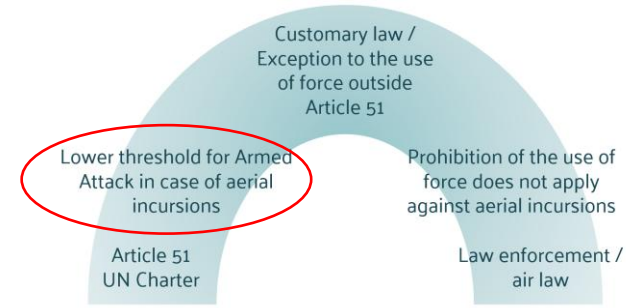 Customary law /
Exception to the use
of force outside
Article 51
Lower threshold for Armed
Attack in case of aerial
incursions
Prohibition of the use of
force does not apply
against aerial incursions
Article 51
UN Charter
Law enforcement /
air law